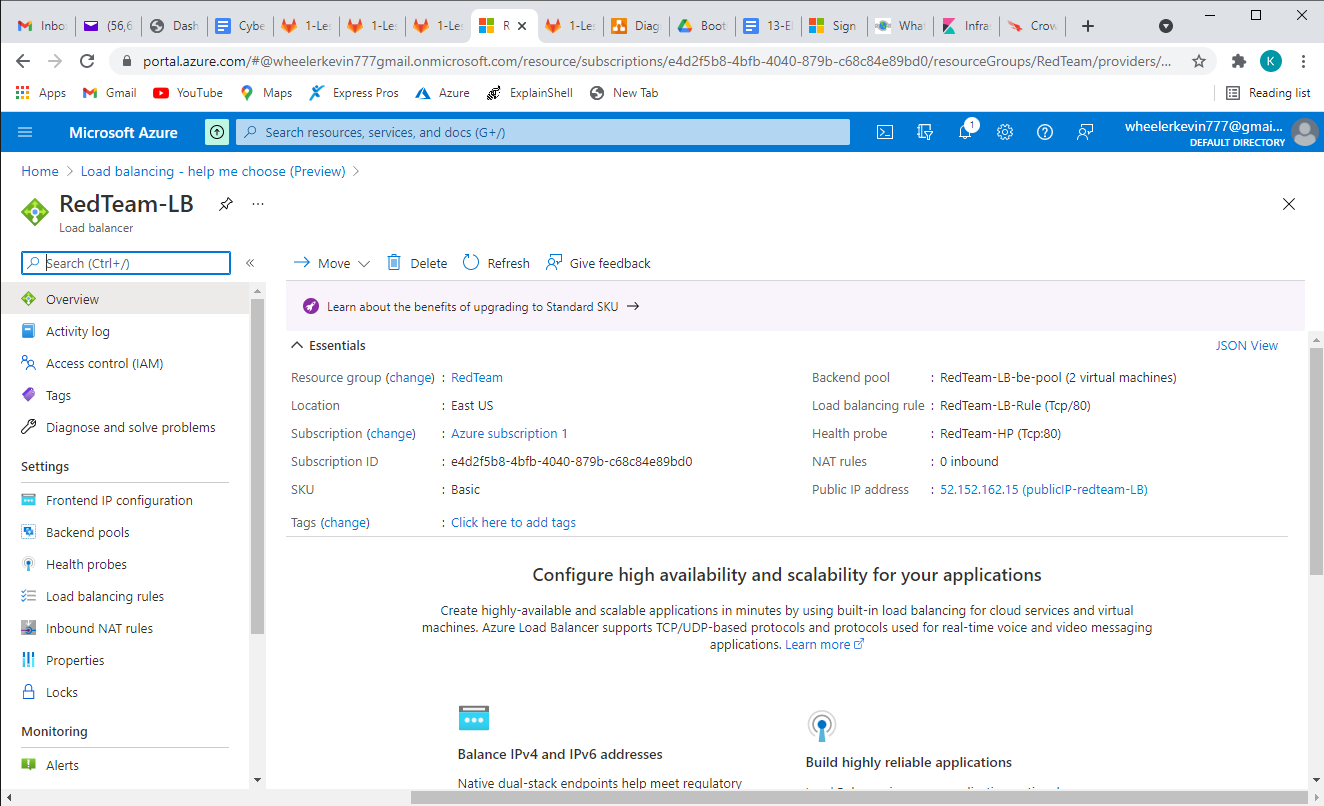 Inbo (56,6 Dash Cybe 1-Les 1-Les 1-Les R 1-Les Diag Boot 13-El Sign What Infras Crow
portal.azure.com/#@wheelerkevin777gmail.onmicrosoft.com/resource/subscriptions/e4d2f5b8-4bfb-4040-879b-c68c84e89bd0/resourceGroups/RedTeam/providers/... K
Apps Gmail YouTube Maps Express Pros Azure ExplainShell New Tab Reading list
Microsoft Azure Search resources, services, and docs (G+/) 1 wheelerkevin777@gmai...
DEFAULT DIRECTORY
Home > Load balancing - help me choose (Preview) >
RedTeam-LB ...
Load balancer
Search (Ctrl+/) «
Move Delete Refresh Give feedback
Overview
Activity log
Access control (IAM)
Tags
Diagnose and solve problems
Settings
Frontend IP configuration
Backend pools
Health probes
Load balancing rules
Inbound NAT rules
Properties
Locks
Monitoring
Alerts
Learn about the benefits of upgrading to Standard SKU →
Essentials JSON View
Resource group (change) : RedTeam
Location : East US
Subscription (change) : Azure subscription 1
Subscription ID : e4d2f5b8-4bfb-4040-879b-c68c84e89bd0
SKU : Basic
Tags (change) : Click here to add tags
Backend pool : RedTeam-LB-be-pool (2 virtual machines)
Load balancing rule : RedTeam-LB-Rule (Tcp/80)
Health probe : RedTeam-HP (Tcp:80)
NAT rules : 0 inbound
Public IP address : 52.152.162.15 (publicIP-redteam-LB)
Configure high availability and scalability for your applications
Create highly-available and scalable applications in minutes by using built-in load balancing for cloud services and virtual
machines. Azure Load Balancer supports TCP/UDP-based protocols and protocols used for real-time voice and video messaging
applications. Learn more
Balance IPv4 and IPv6 addresses
Native dual-stack endpoints help meet regulatory
Build highly reliable applications